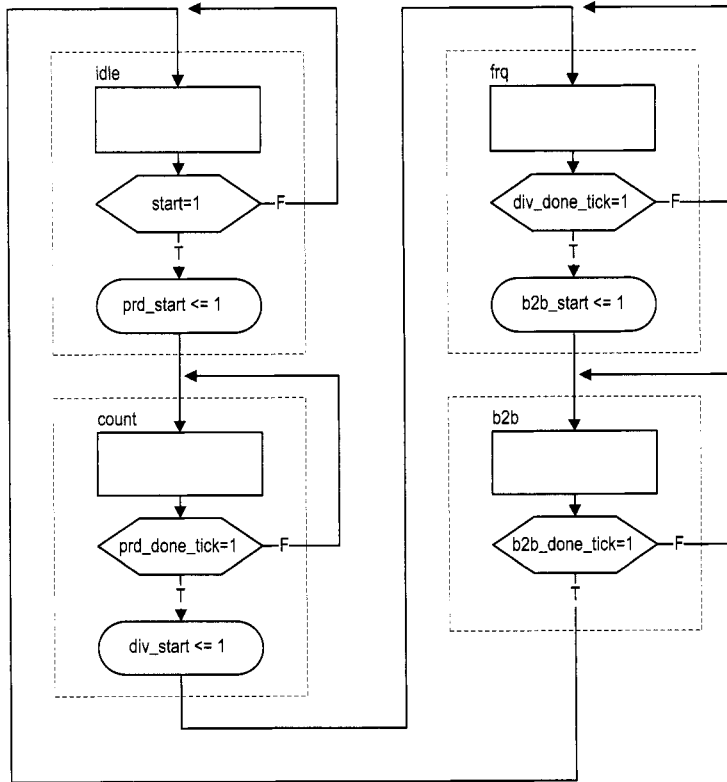 idle
start=1
F
T
prd_start <= 1
count
prd_done_tick=1
F
T
div_start <= 1
frq
div_done_tick=1
F
T
b2b_start <= 1
b2b
b2b_done_tick=1
F
T